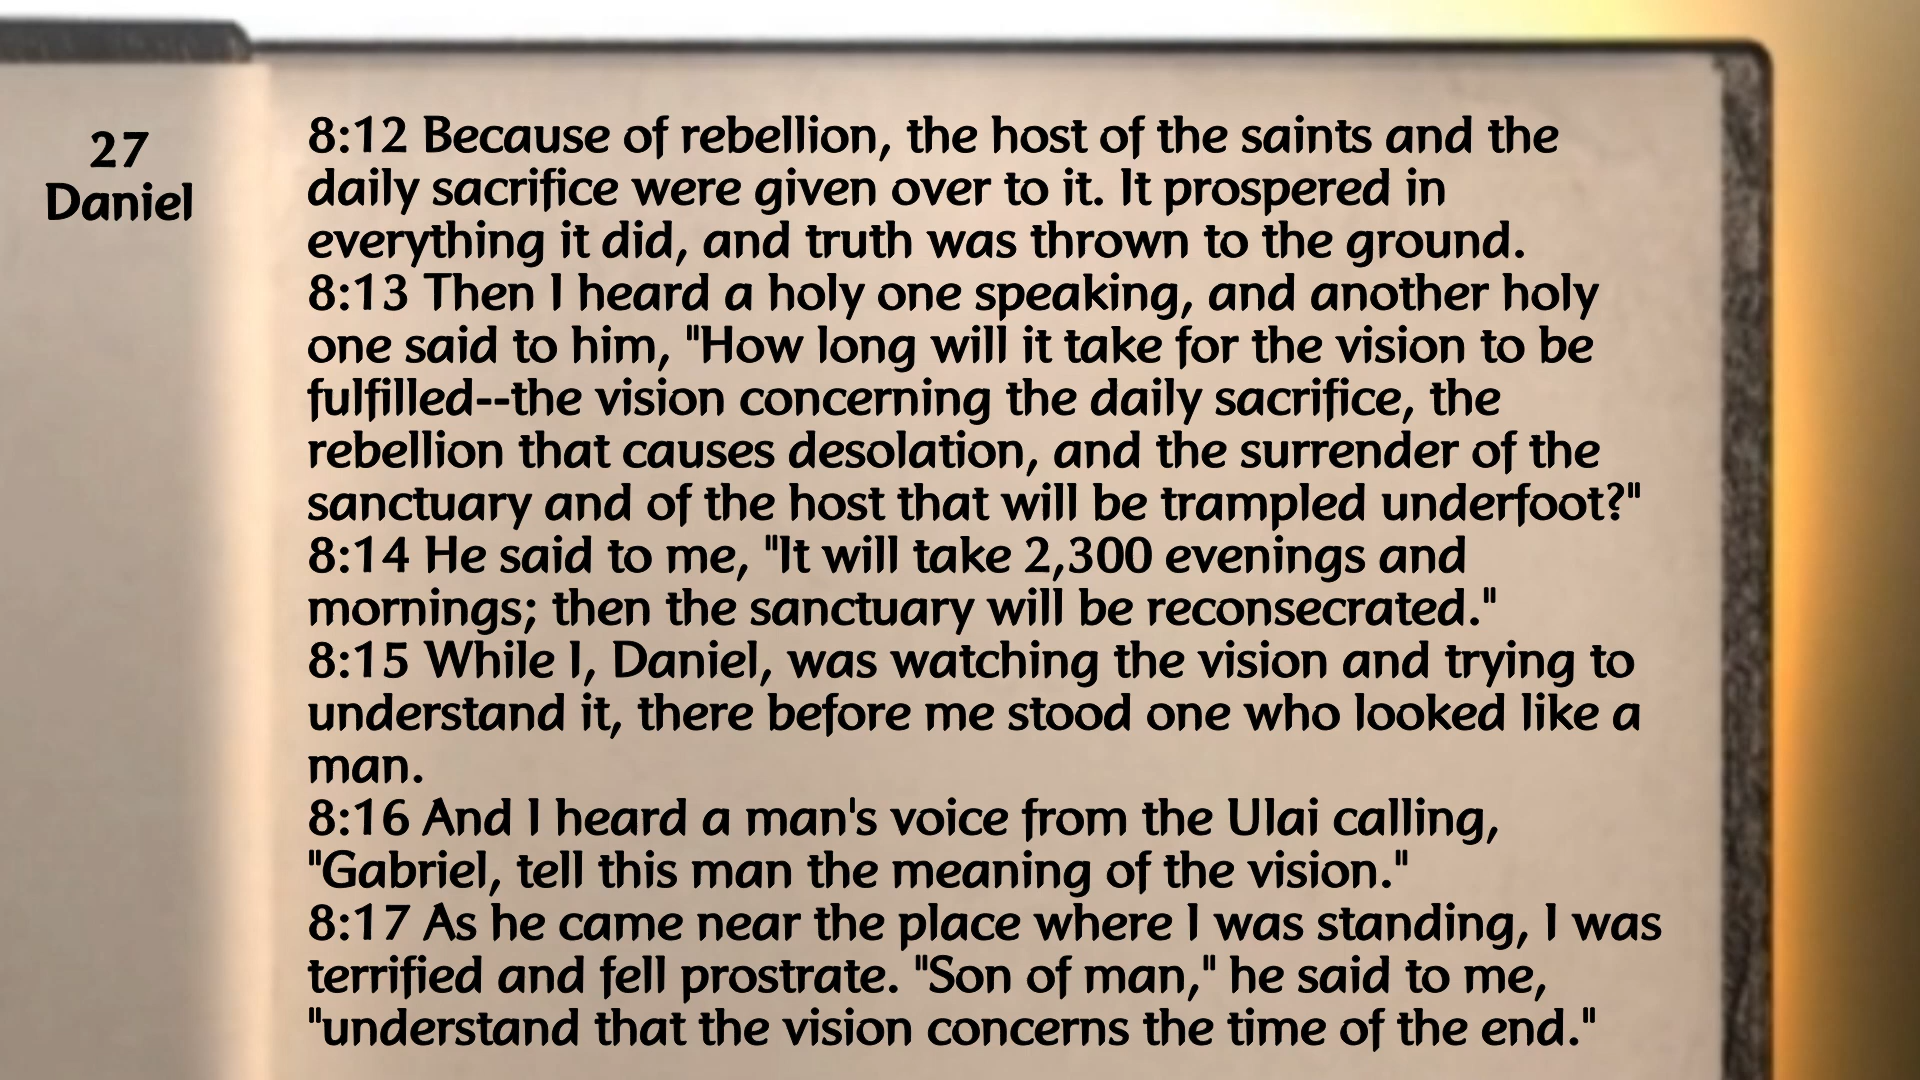 27
Daniel
8:12 Because of rebellion, the host of the saints and the
daily sacrifice were given over to it. It prospered in
everything it did, and truth was thrown to the ground.
8:13 Then I heard a holy one speaking, and another holy
one said to him, "How long will it take for the vision to be
fulfilled--the vision concerning the daily sacrifice, the
rebellion that causes desolation, and the surrender of the
sanctuary and of the host that will be trampled underfoot?"
8:14 He said to me, "It will take 2,300 evenings and
mornings; then the sanctuary will be reconsecrated."
8:15 While I, Daniel, was watching the vision and trying to
understand it, there before me stood one who looked like a
man.
8:16 And I heard a man's voice from the Ulai calling,
"Gabriel, tell this man the meaning of the vision."
8:17 As he came near the place where I was standing, I was
terrified and fell prostrate. "Son of man," he said to me,
"understand that the vision concerns the time of the end."